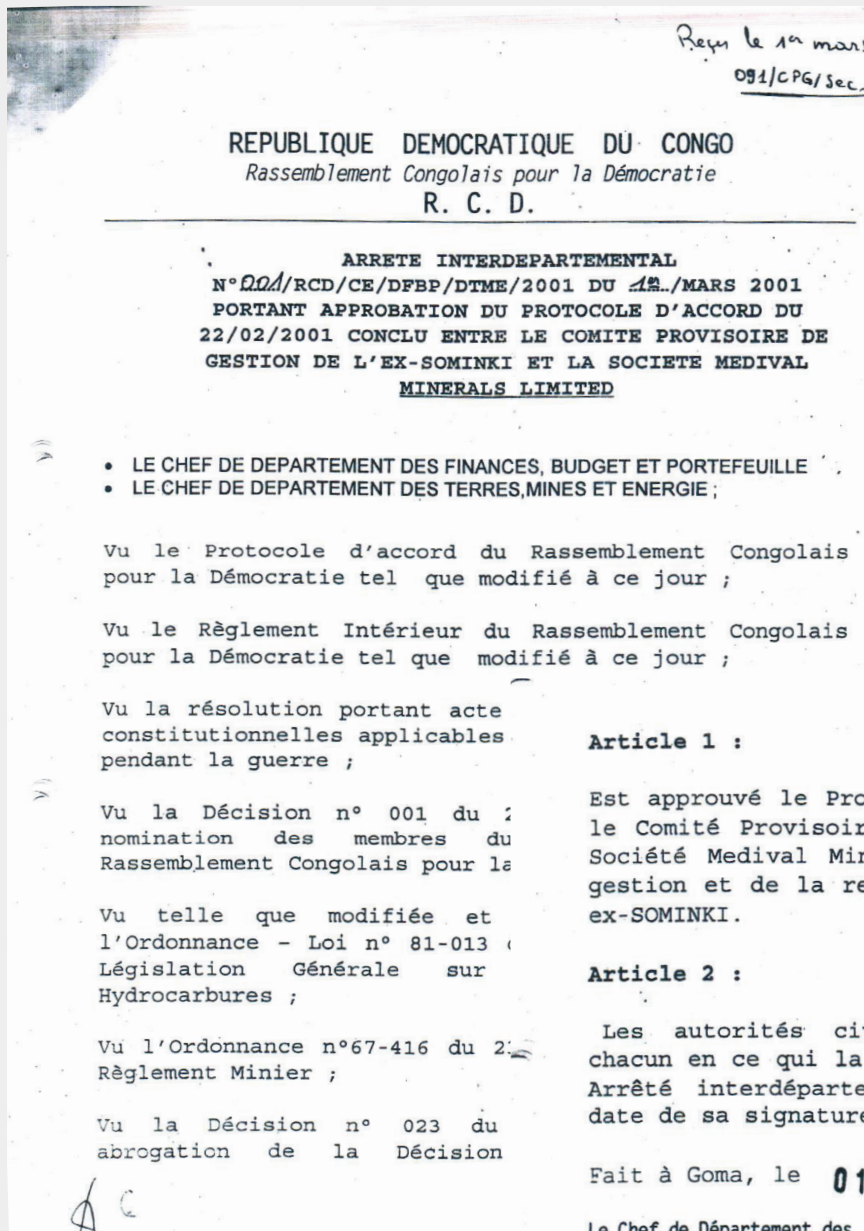 Reçu le 1er mars
091/CPG/Sec.
REPUBLIQUE DEMOCRATIQUE DU CONGO
Rassemblement Congolais pour la Démocratie
R. C. D.
ARRETE INTERDEPARTEMENTAL
N°001/RCD/CE/DFBP/DTME/2001 DU /MARS 2001
PORTANT APPROBATION DU PROTOCOLE D'ACCORD DU
22/02/2001 CONCLU ENTRE LE COMITE PROVISOIRE DE
GESTION DE L'EX-SOMINKI ET LA SOCIETE MEDIVAL
MINERALS LIMITED
• LE CHEF DE DEPARTEMENT DES FINANCES, BUDGET ET PORTEFEUILLE
• LE CHEF DE DEPARTEMENT DES TERRES,MINES ET ENERGIE ;
Vu le Protocole d'accord du Rassemblement Congolais
pour la Démocratie tel que modifié à ce jour ;
Vu le Règlement Intérieur du Rassemblement Congolais
pour la Démocratie tel que modifié à ce jour ;
Vu la résolution portant acte
constitutionnelles applicables
pendant la guerre ;
Vu la Décision n° 001 du
nomination des membres du
Rassemblement Congolais pour la
Vu telle que modifiée et
l'Ordonnance - Loi n° 81-013
Législation Générale sur
Hydrocarbures ;
Vu l'Ordonnance n°67-416 du
Règlement Minier ;
Vu la Décision n° 023 du
abrogation de la Décision
Article 1 :
Est approuvé le Pro
le Comité Provisoir
Société Medival Min
gestion et de la re
ex-SOMINKI.
Article 2 :
Les autorités ci
chacun en ce qui la
Arrêté interdéparte
date de sa signature
Fait à Goma, le 01
Le Chef de Département des